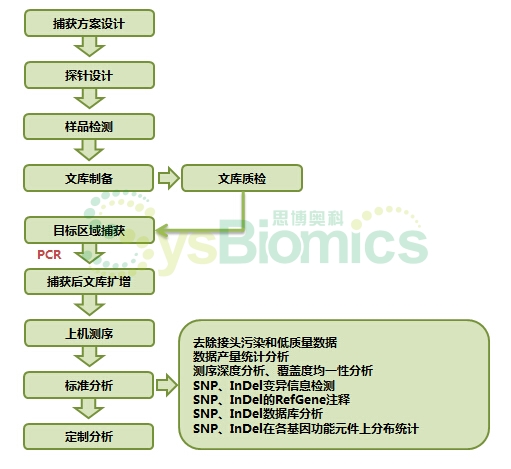 捕获方案设计
探针设计
样品检测
文库制备
文库质检
思博奥科
SysBiomics
目标区域捕获
PCR
捕获后文库扩增
上机测序
标准分析
定制分析
去除接头污染和低质量数据
数据产量统计分析
测序深度分析、覆盖度均一性分析
SNP、InDel变异信息检测
SNP、InDel的RefGene注释
SNP、InDel数据库分析
SNP、InDel在各基因功能元件上分布统计